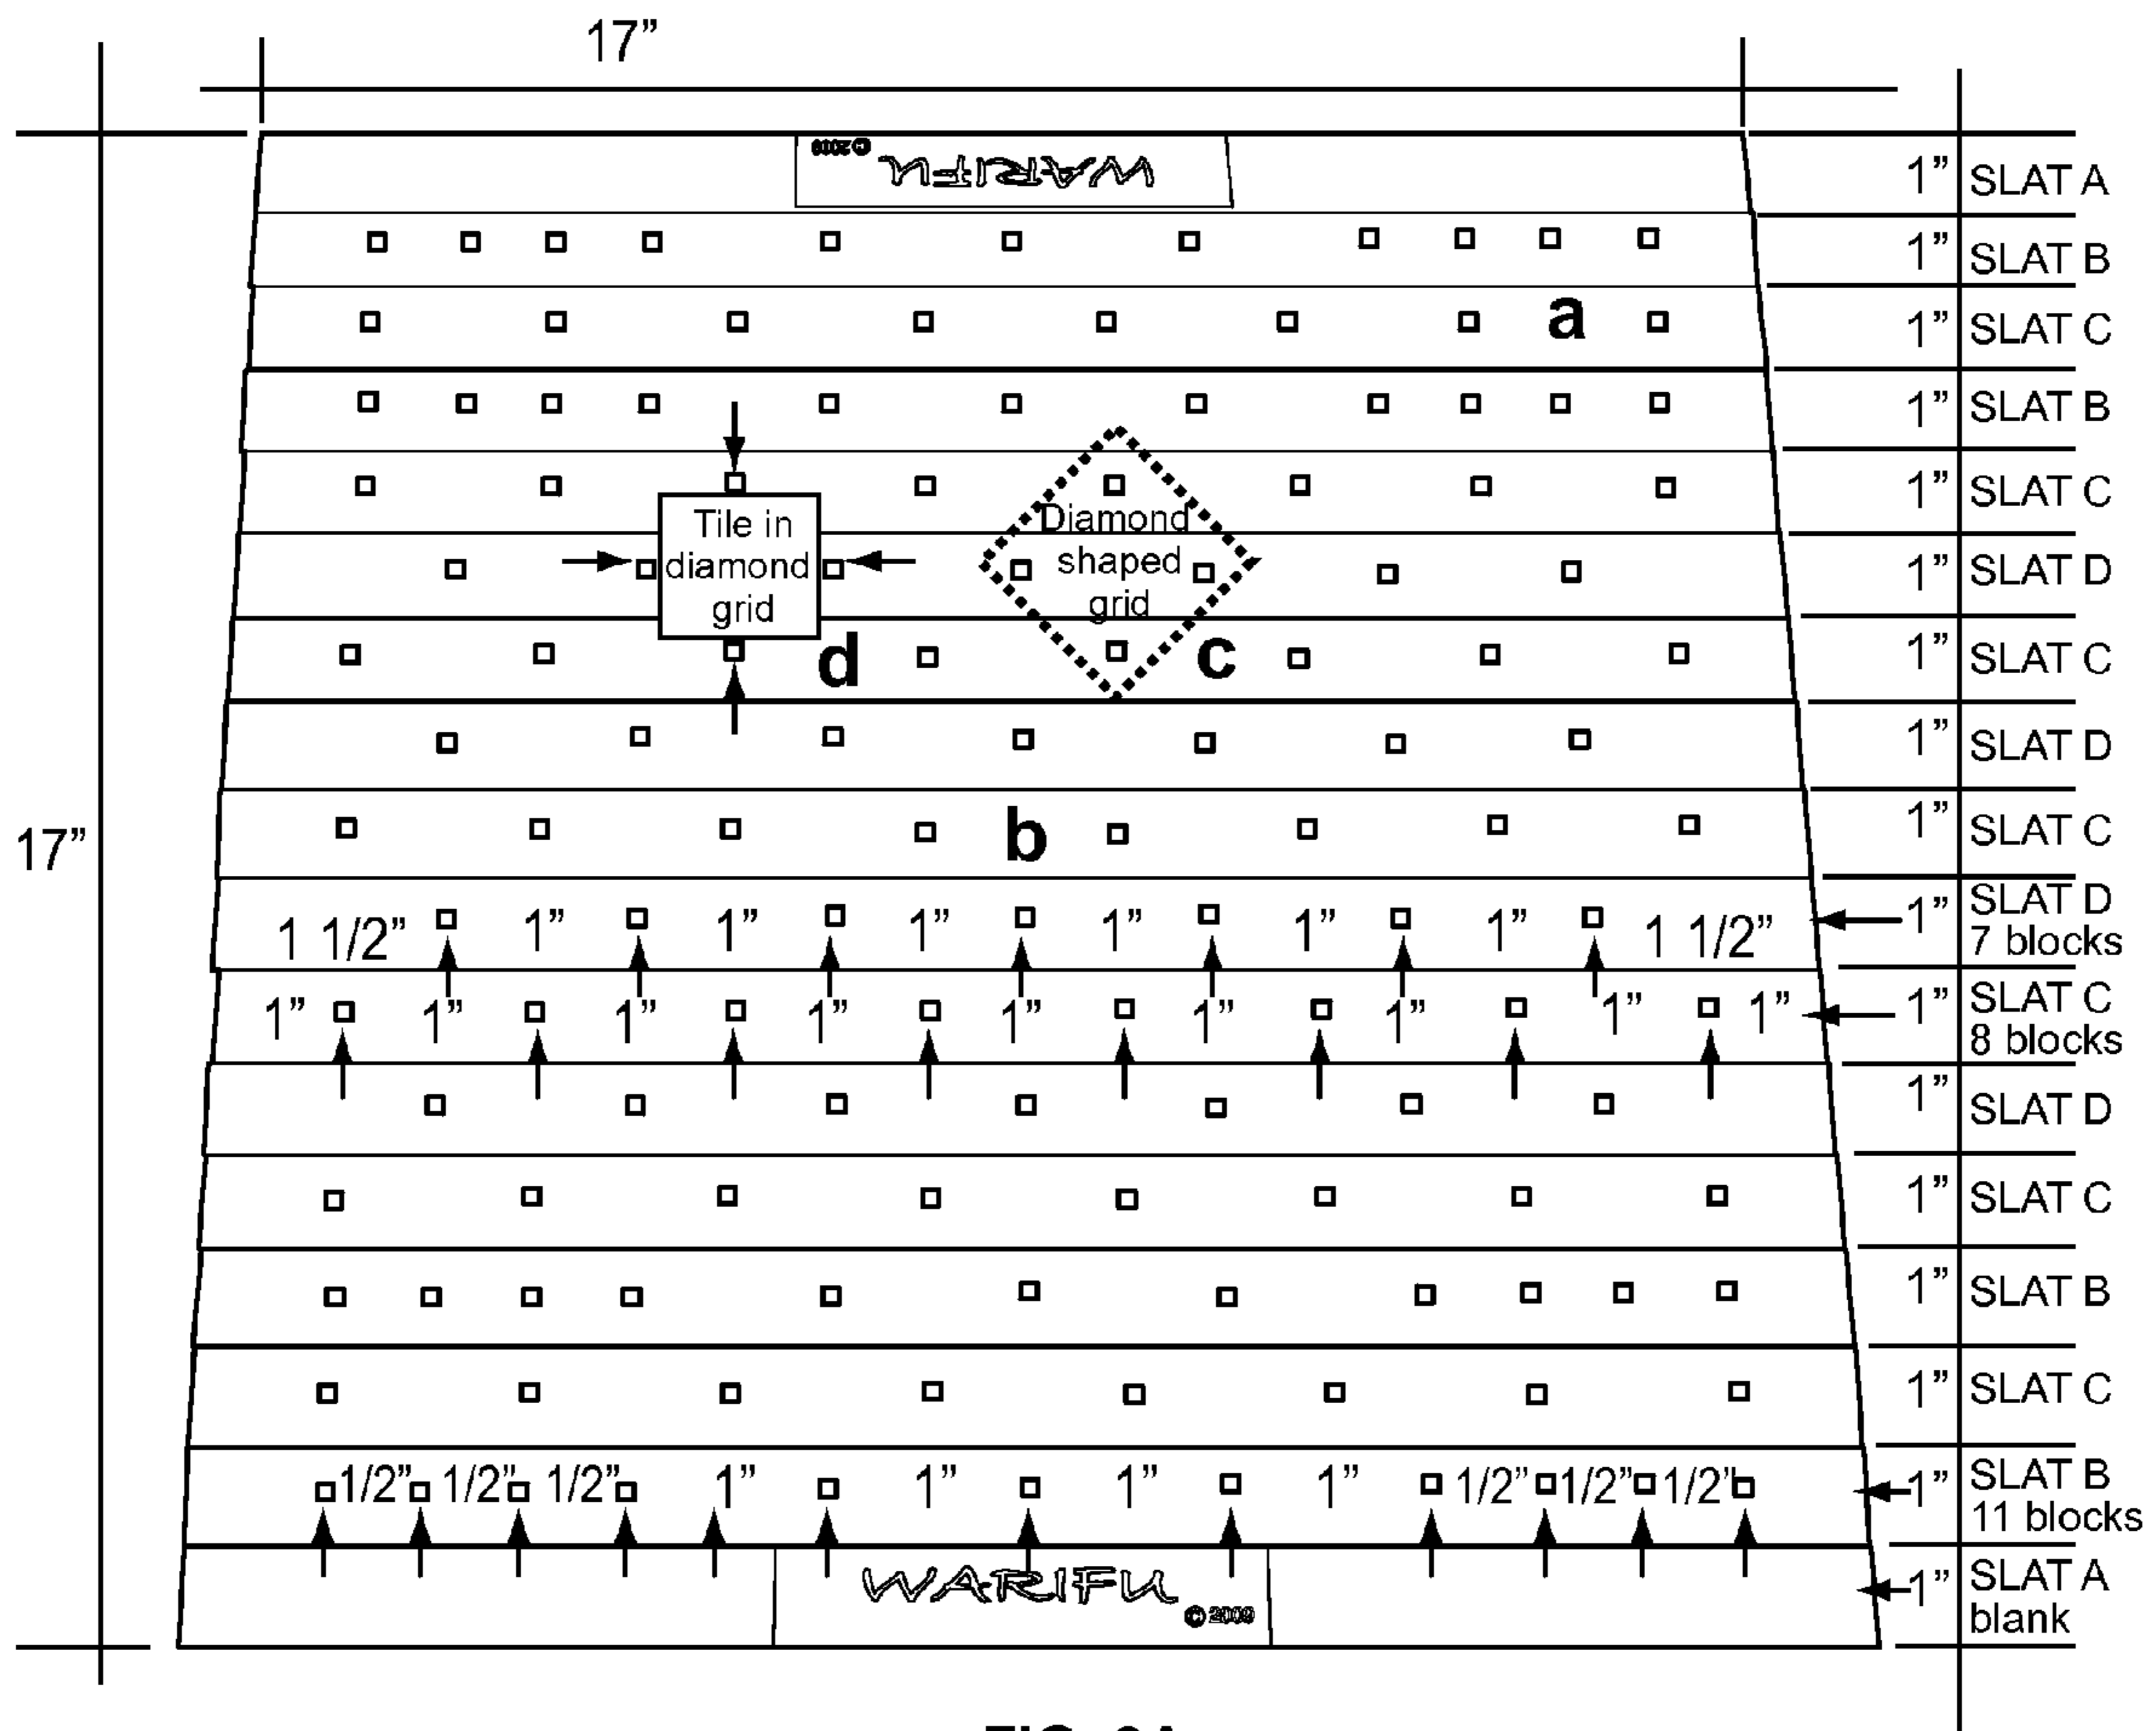 17”
©2009
WARIFU
1” SLAT A
1” SLAT B
a
1” SLAT C
1” SLAT B
1” SLAT C
Tile in
diamond
grid
Diamond
shaped
grid
1” SLAT D
d
c
1” SLAT C
1” SLAT D
17”
b
1” SLAT C
1 1/2” 1” 1” 1” 1” 1” 1” 1 1/2”
1” SLAT D
7 blocks
1” 1” 1” 1” 1” 1” 1” 1” 1”
1” SLAT C
8 blocks
1” SLAT D
1” SLAT C
1” SLAT B
1” SLAT C
1/2” 1/2” 1/2” 1” 1” 1” 1” 1/2” 1/2” 1/2”
1” SLAT B
11 blocks
WARIFU
©2009
1” SLAT A
blank